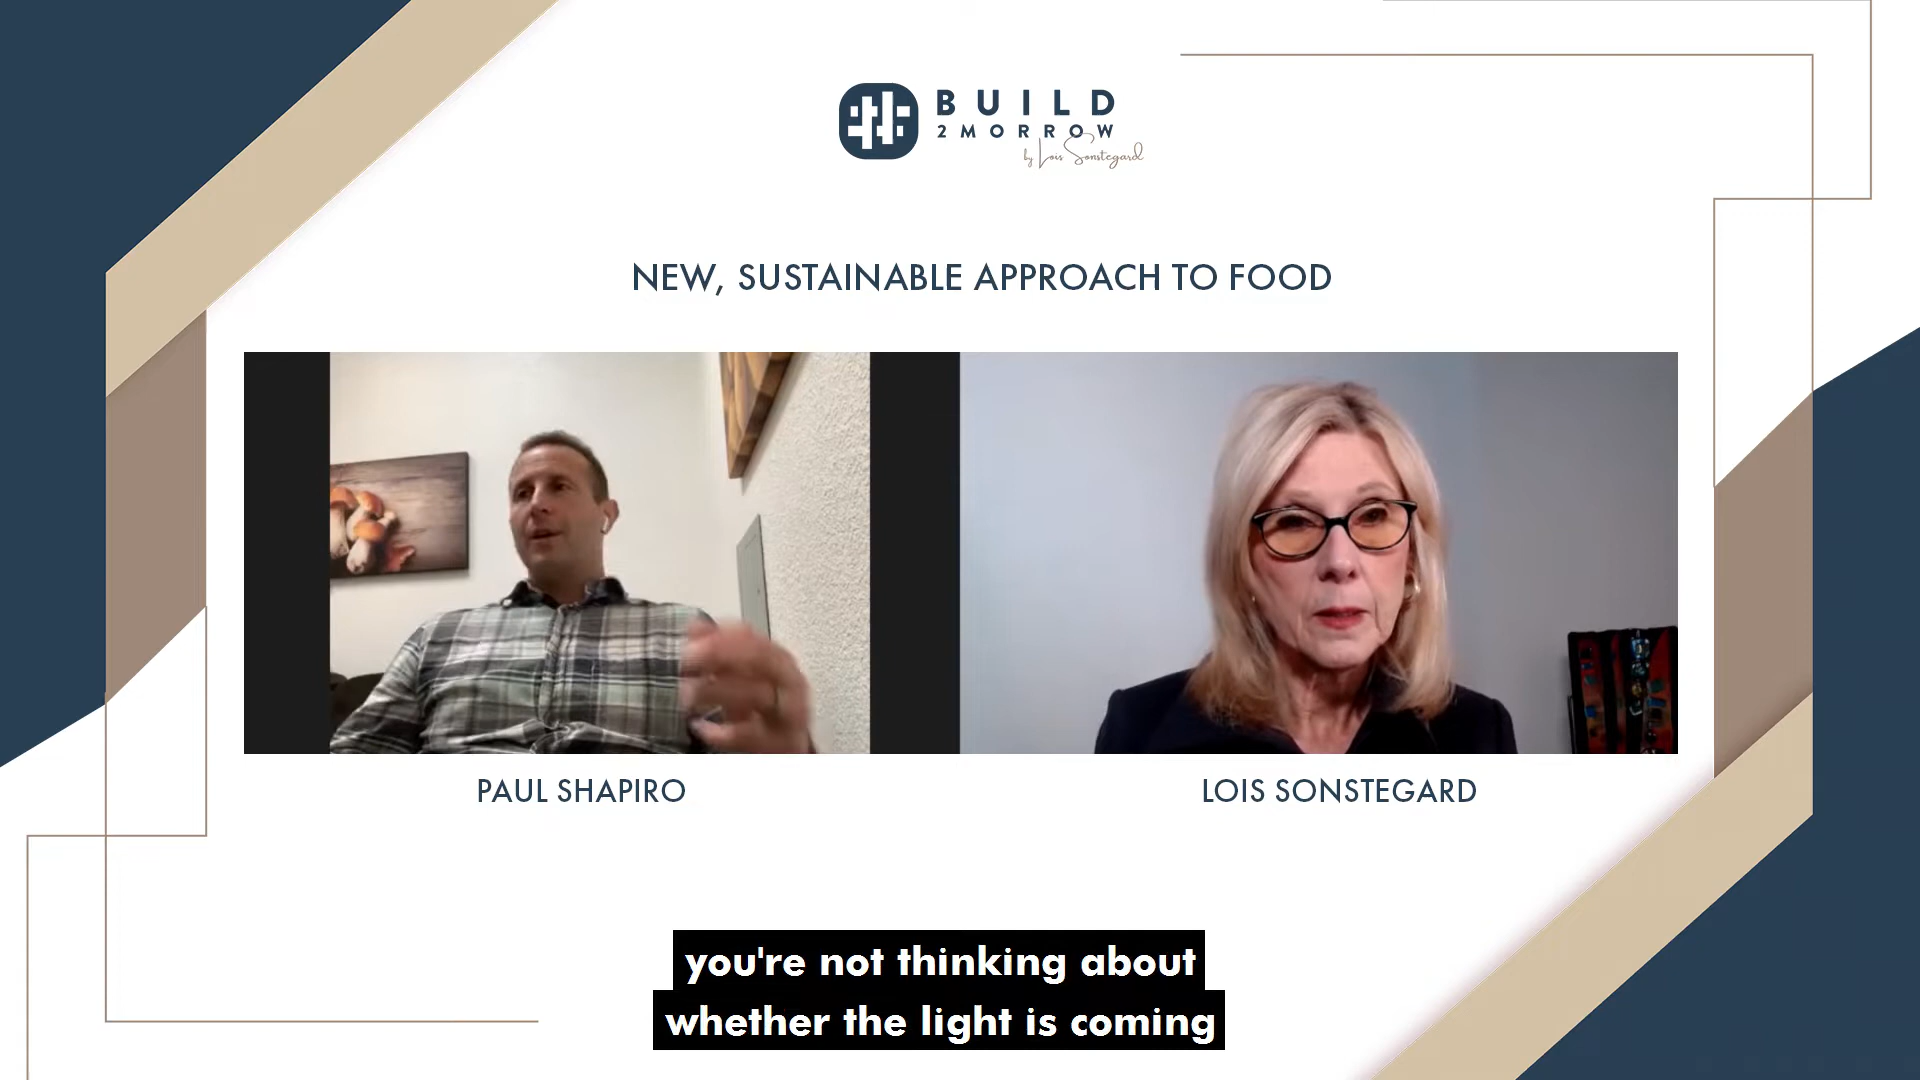 BUILD
2MORROW
by Lois Sonstegard
NEW, SUSTAINABLE APPROACH TO FOOD
PAUL SHAPIRO
LOIS SONSTEGARD
you're not thinking about
whether the light is coming